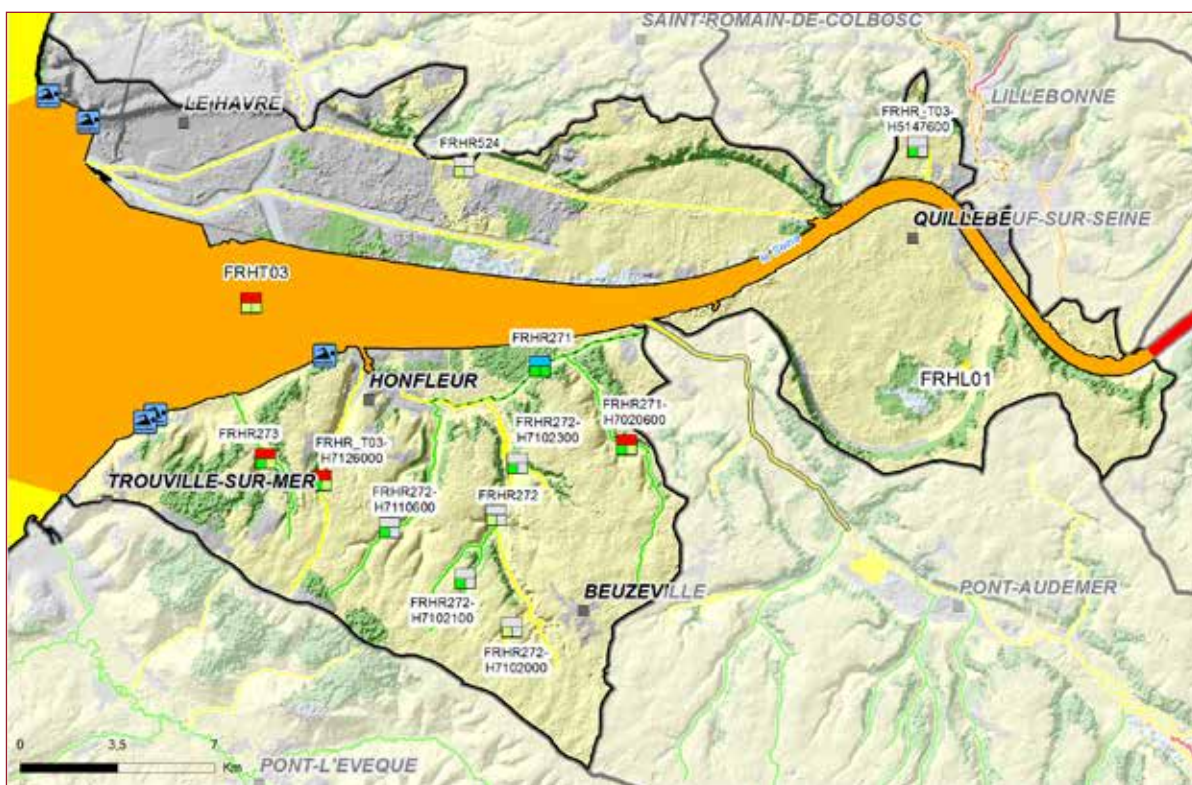 SAINT-ROMAIN-DE-COLBOSC
LE HAVRE
LILLEBONNE
FRHR_T03-
H5147600
FRHR524
QUILLEBEUF-SUR-SEINE
la Seine
FRHT03
FRHR271
HONFLEUR
FRHL01
FRHR271-
H7020600
FRHR272-
H7102300
FRHR273
FRHR_T03-
H7126000
TROUVILLE-SUR-MER
FRHR272-
H7110600
FRHR272
BEUZEVILLE
PONT-AUDEMER
FRHR272-
H7102100
FRHR272-
H7102000
0 3,5 7
Km
PONT-L'EVEQUE